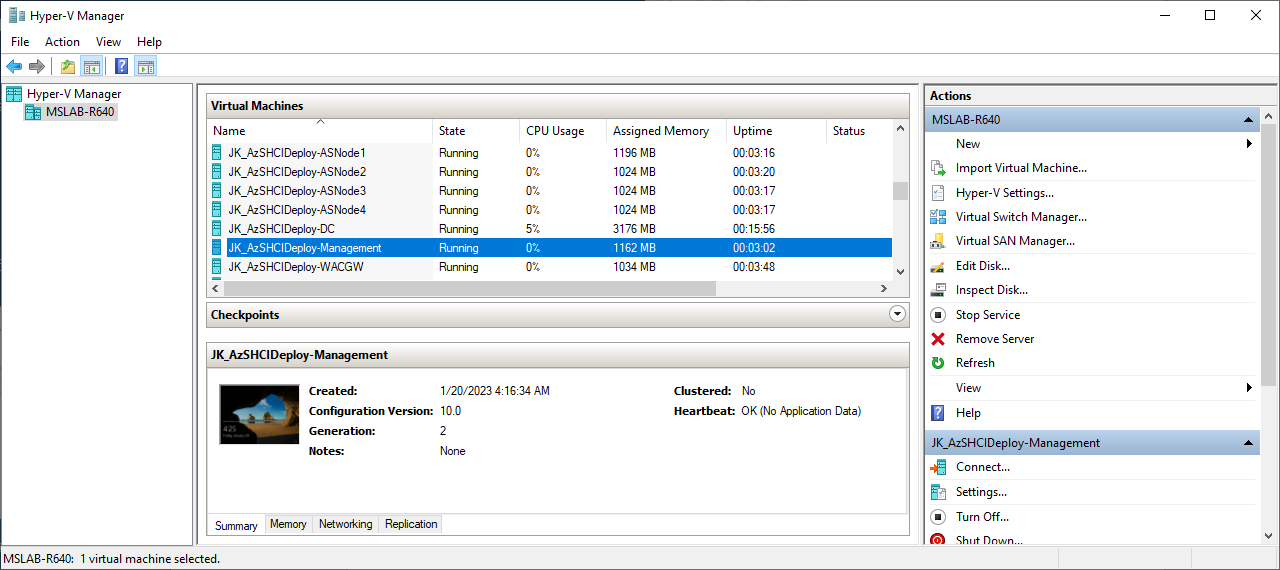 Hyper-V Manager
File Action View Help
Hyper-V Manager
MSLAB-R640
Virtual Machines
Name State CPU Usage Assigned Memory Uptime Status
JK_AzSHCIDeploy-ASNode1 Running 0% 1196 MB 00:03:16
JK_AzSHCIDeploy-ASNode2 Running 0% 1024 MB 00:03:20
JK_AzSHCIDeploy-ASNode3 Running 0% 1024 MB 00:03:17
JK_AzSHCIDeploy-ASNode4 Running 0% 1024 MB 00:03:17
JK_AzSHCIDeploy-DC Running 5% 3176 MB 00:15:56
JK_AzSHCIDeploy-Management Running 0% 1162 MB 00:03:02
JK_AzSHCIDeploy-WACGW Running 0% 1034 MB 00:03:48
Checkpoints
JK_AzSHCIDeploy-Management
Created: 1/20/2023 4:16:34 AM Clustered: No
Configuration Version: 10.0 Heartbeat: OK (No Application Data)
Generation: 2
Notes: None
4:25
Summary Memory Networking Replication
Actions
MSLAB-R640
New
Import Virtual Machine...
Hyper-V Settings...
Virtual Switch Manager...
Virtual SAN Manager...
Edit Disk...
Inspect Disk...
Stop Service
Remove Server
Refresh
View
Help
JK_AzSHCIDeploy-Management
Connect...
Settings...
Turn Off...
Shut Down...
MSLAB-R640: 1 virtual machine selected.